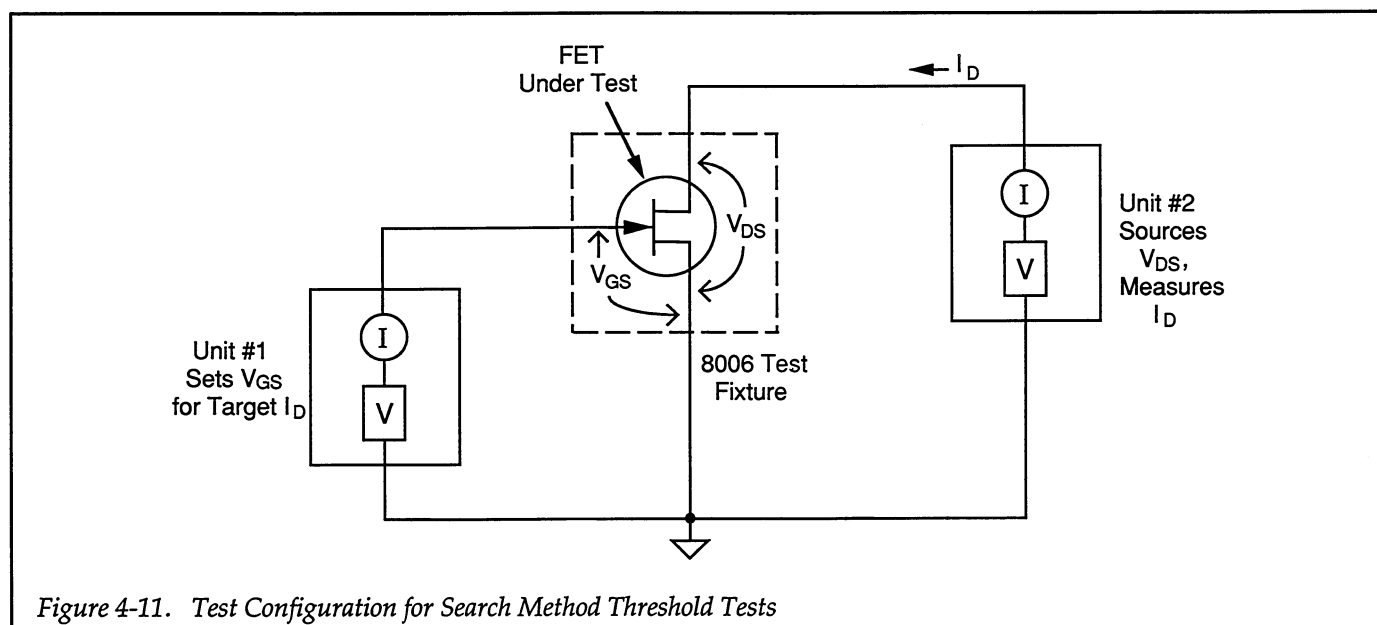 FET
Under Test
I_D
V_DS
V_GS
I
V
Unit #1
Sets V_GS
for Target I_D
I
V
Unit #2
Sources
V_DS,
Measures
I_D
8006 Test
Fixture
Figure 4-11. Test Configuration for Search Method Threshold Tests